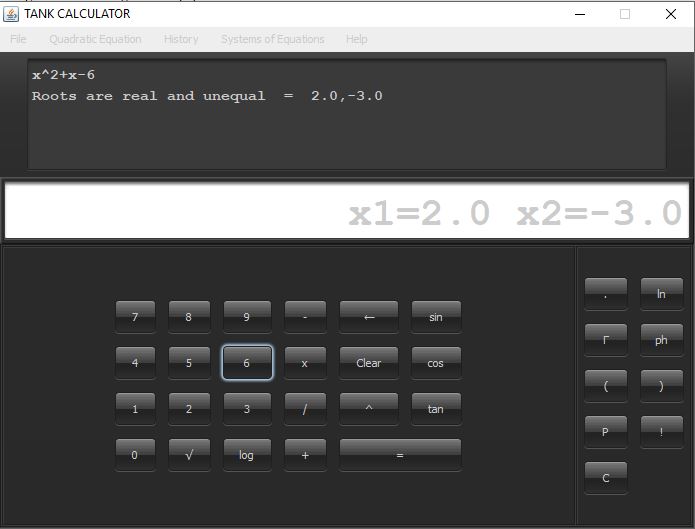 TANK CALCULATOR
File Quadratic Equation History Systems of Equations Help
x^2+x-6
Roots are real and unequal = 2.0,-3.0
x1=2.0 x2=-3.0
7 8 9 - ← sin
4 5 6 x Clear cos
1 2 3 / ^ tan
0 √ log + =
. ln
Γ ph
( )
P !
C